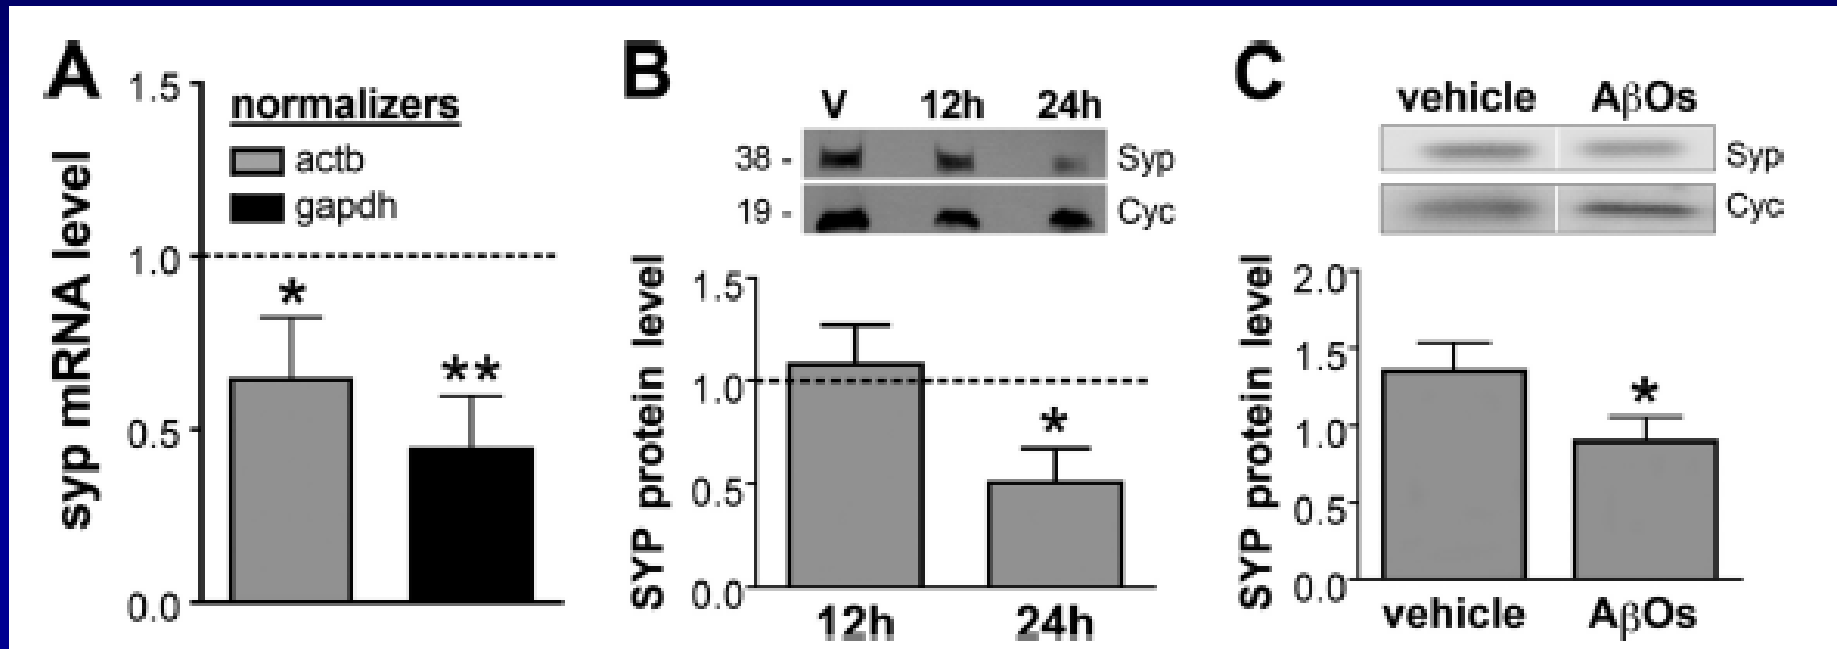 A
syp mRNA level
1.5
1.0
0.5
0.0
normalizers
actb
gapdh
*
**
B
V 12h 24h
38 - Syp
19 - Cyc
SYP protein level
1.5
1.0
0.5
0.0
*
12h 24h
C
vehicle AβOs
Syp
Cyc
SYP protein level
2.0
1.5
1.0
0.5
0.0
*
vehicle AβOs